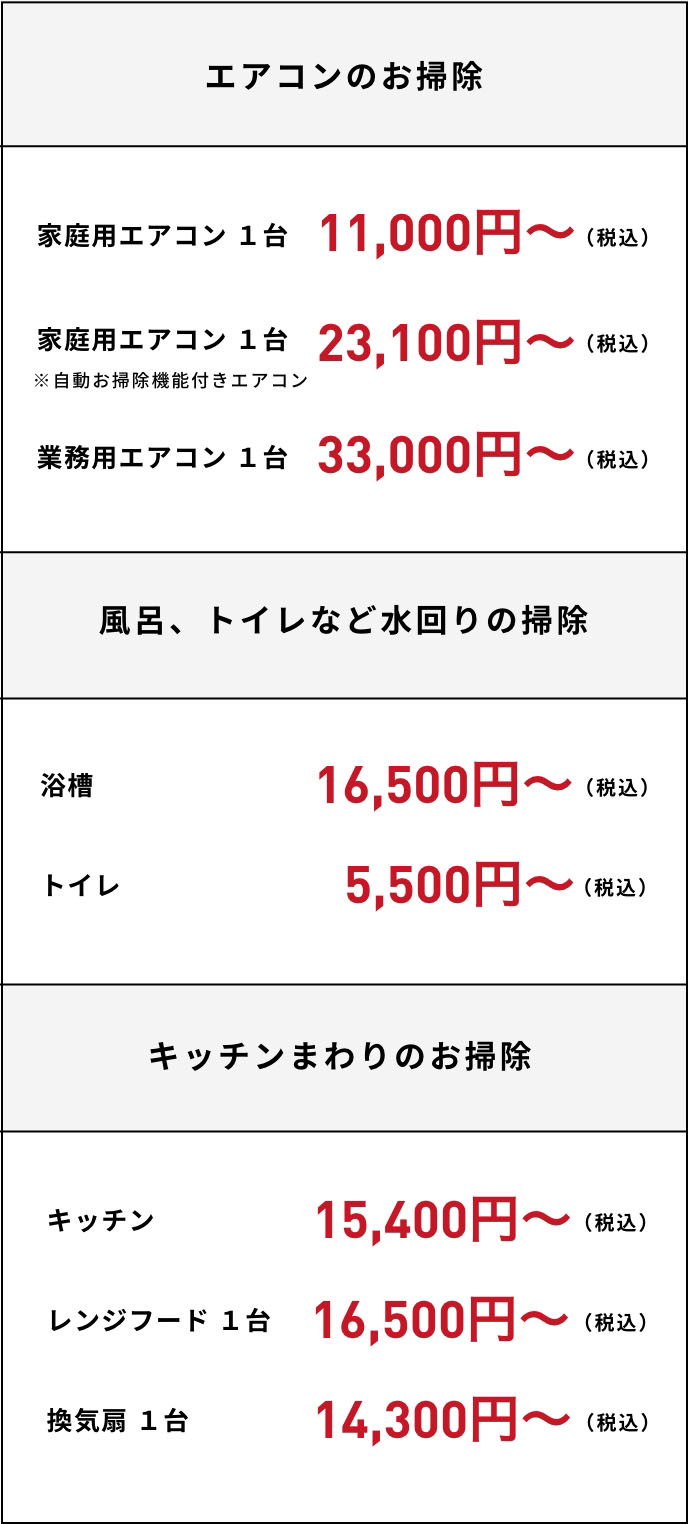 エアコンのお掃除
家庭用エアコン １台 11,000円〜（税込）
家庭用エアコン １台 23,100円〜（税込）
※自動お掃除機能付きエアコン
業務用エアコン １台 33,000円〜（税込）
風呂、トイレなど水回りの掃除
浴槽 16,500円〜（税込）
トイレ 5,500円〜（税込）
キッチンまわりのお掃除
キッチン 15,400円〜（税込）
レンジフード １台 16,500円〜（税込）
換気扇 １台 14,300円〜（税込）